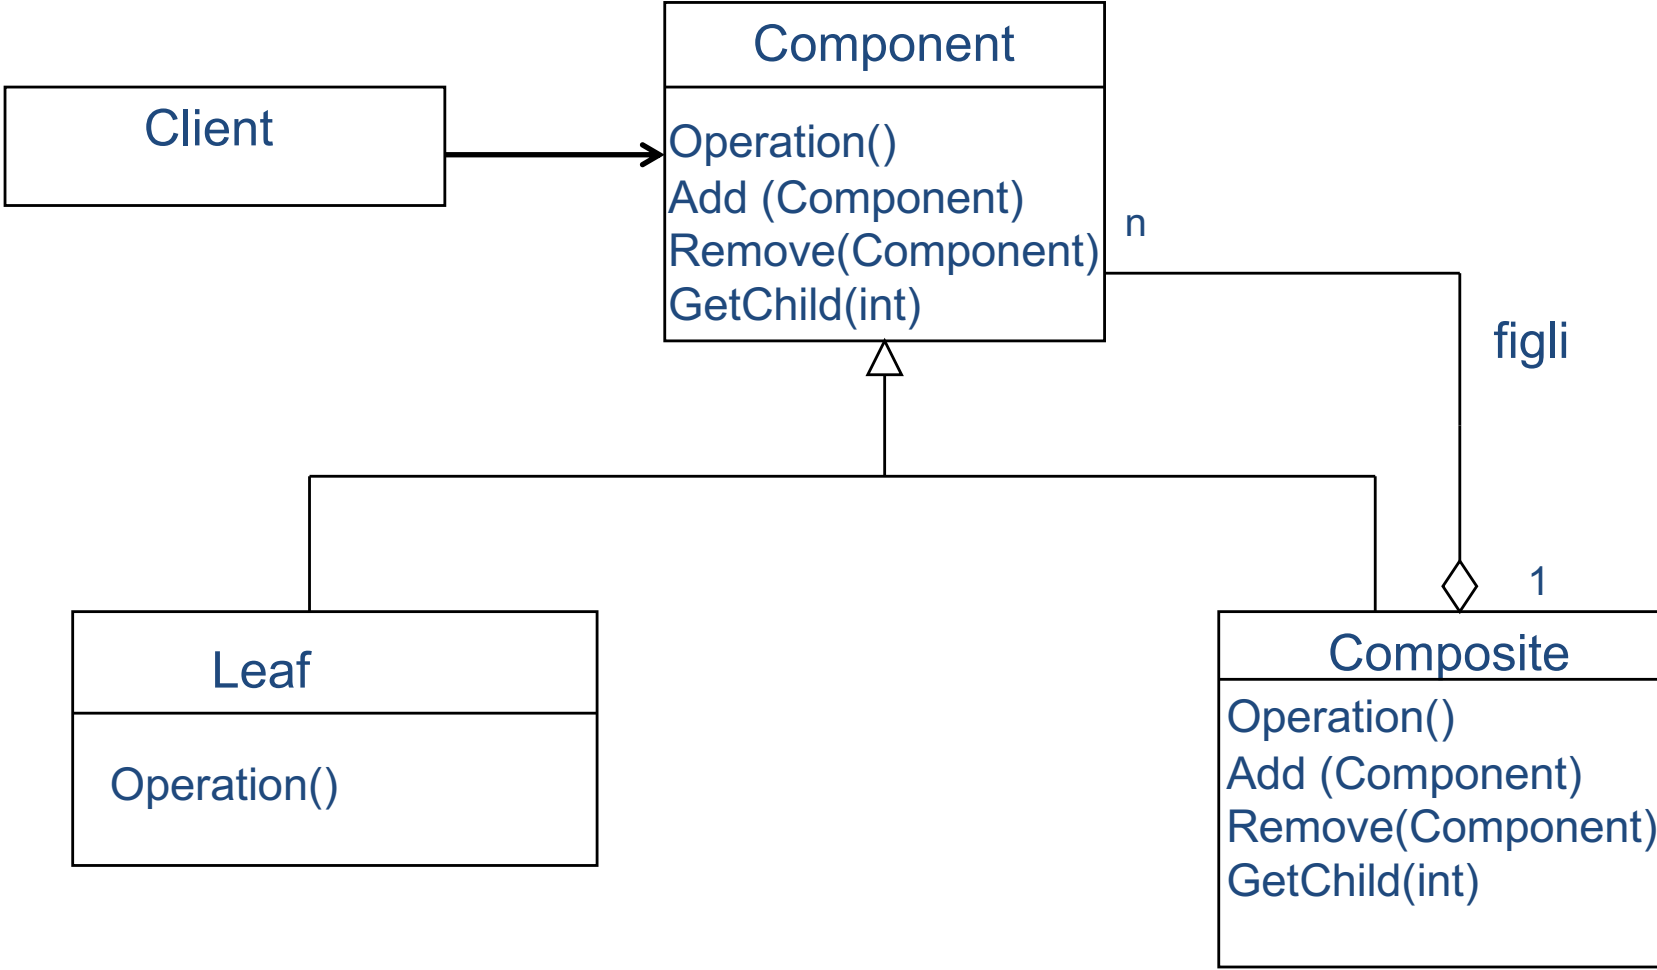 Component
Client
Operation()
Add (Component)
Remove(Component)
GetChild(int)
n
figli
1
Leaf
Operation()
Composite
Operation()
Add (Component)
Remove(Component)
GetChild(int)